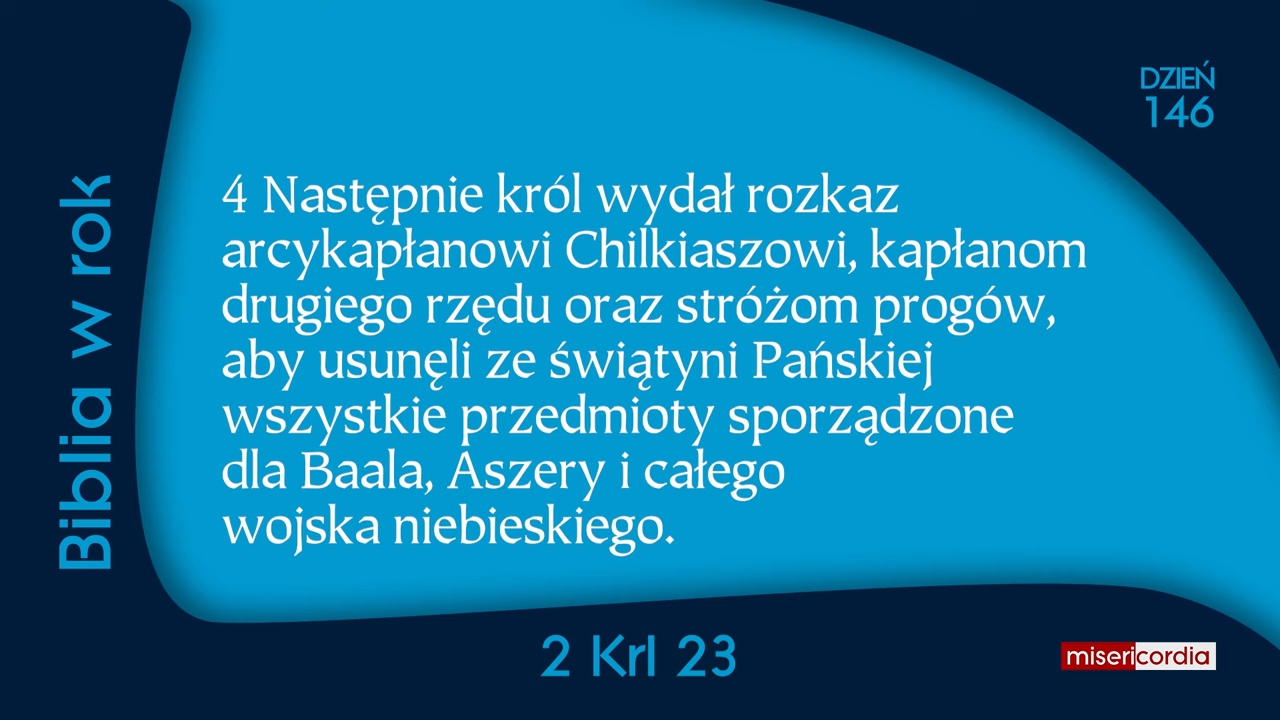 DZIEŃ
146
Biblia w rok
4 Następnie król wydał rozkaz
arcykapłanowi Chilkiaszowi, kapłanom
drugiego rzędu oraz stróżom progów,
aby usunęli ze świątyni Pańskiej
wszystkie przedmioty sporządzone
dla Baala, Aszery i całego
wojska niebieskiego.
2 Krl 23
misericordia